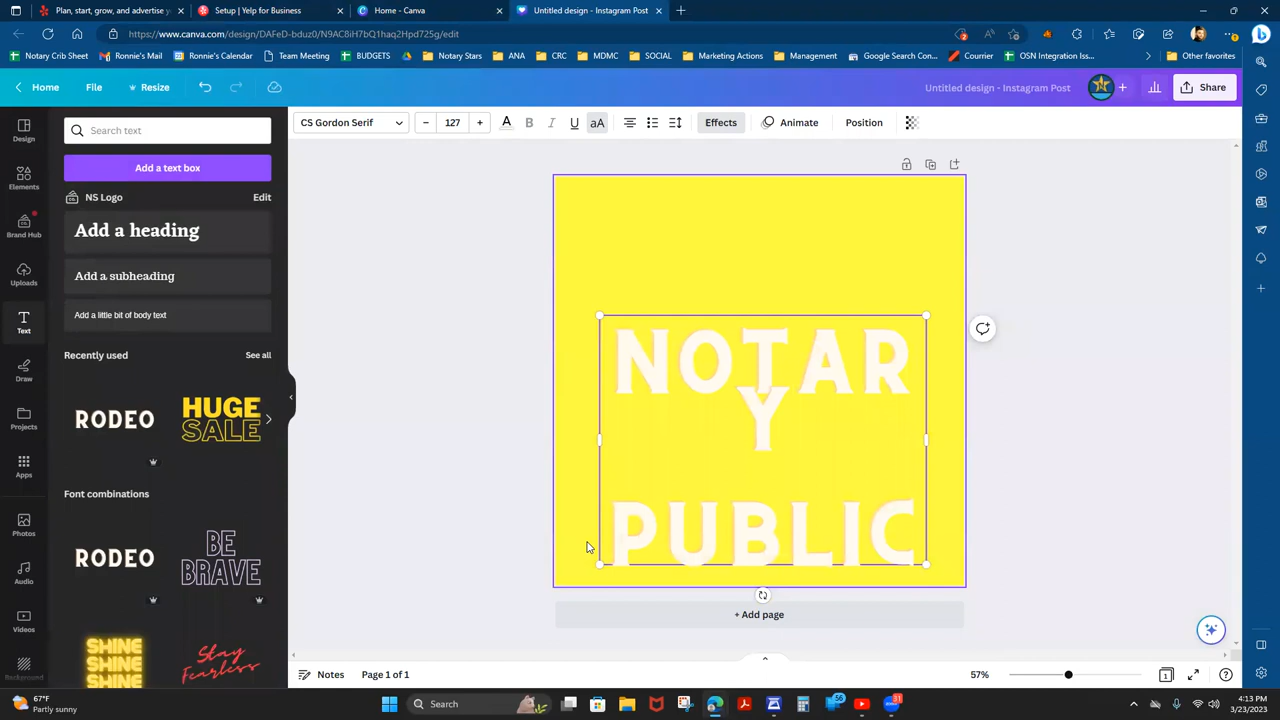 Plan, start, grow, and advertise y
Setup | Yelp for Business
Home - Canva
Untitled design - Instagram Post
https://www.canva.com/design/DAFeD-bduz0/N9AC8iH7bQ1haq2Hpd725g/edit
Notary Crib Sheet
Ronnie's Mail
Ronnie's Calendar
Team Meeting
BUDGETS
Notary Stars
ANA
CRC
MDMC
SOCIAL
Marketing Actions
Management
Google Search Con...
Courrier
OSN Integration Iss...
Other favorites
Home
File
Resize
Untitled design - Instagram Post
Share
Design
Elements
Brand Hub
Uploads
Text
Draw
Projects
Apps
Photos
Audio
Videos
Background
Search text
Add a text box
NS Logo
Edit
Add a heading
Add a subheading
Add a little bit of body text
Recently used
See all
RODEO
HUGE
SALE
Font combinations
RODEO
BE
BRAVE
SHINE
SHINE
SHINE
Stay
Fearless
CS Gordon Serif
127
A
B
I
U
aA
Effects
Animate
Position
NOTAR
Y
PUBLIC
+ Add page
Notes
Page 1 of 1
57%
1
67°F
Partly sunny
Search
56
31
4:13 PM
3/23/2023